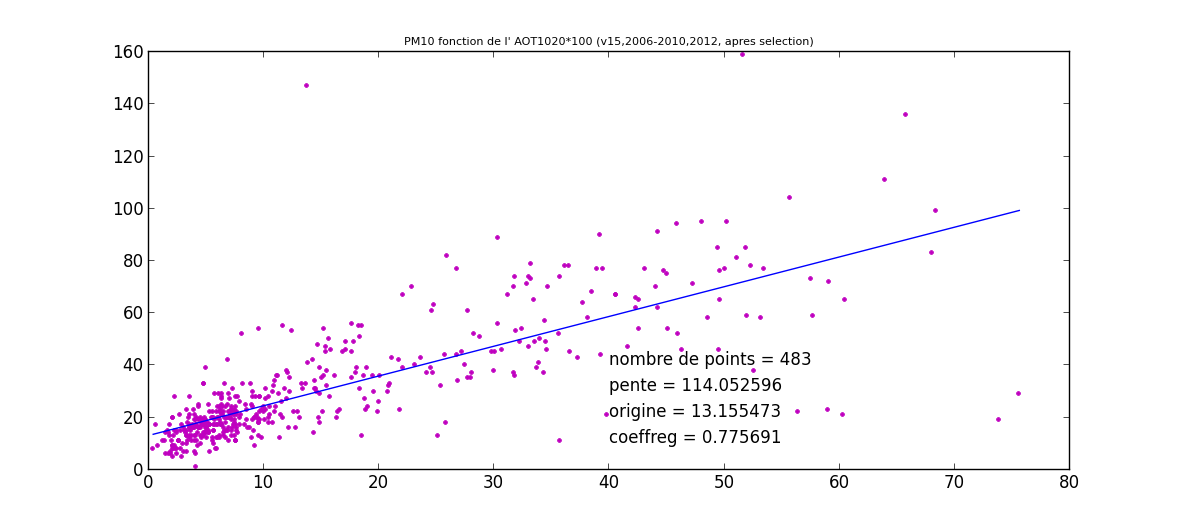 PM10 fonction de l' AOT1020*100 (v15,2006-2010,2012, apres selection)
160
140
120
100
80
60
40
20
0
nombre de points = 483
pente = 114.052596
origine = 13.155473
coeffreg = 0.775691
0 10 20 30 40 50 60 70 80